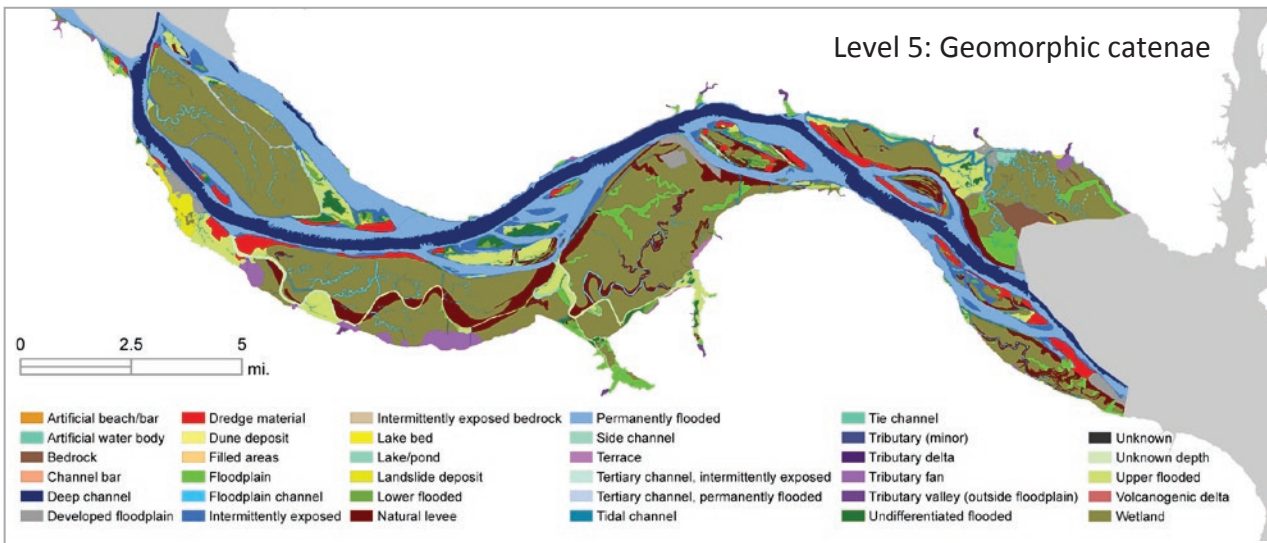 Level 5: Geomorphic catenae
0 2.5 5
mi.
Artificial beach/bar
Artificial water body
Bedrock
Channel bar
Deep channel
Developed floodplain
Dredge material
Dune deposit
Filled areas
Floodplain
Floodplain channel
Intermittently exposed
Intermittently exposed bedrock
Lake bed
Lake/pond
Landslide deposit
Lower flooded
Natural levee
Permanently flooded
Side channel
Terrace
Tertiary channel, intermittently exposed
Tertiary channel, permanently flooded
Tidal channel
Tie channel
Tributary (minor)
Tributary delta
Tributary fan
Tributary valley (outside floodplain)
Undifferentiated flooded
Unknown
Unknown depth
Upper flooded
Volcanogenic delta
Wetland